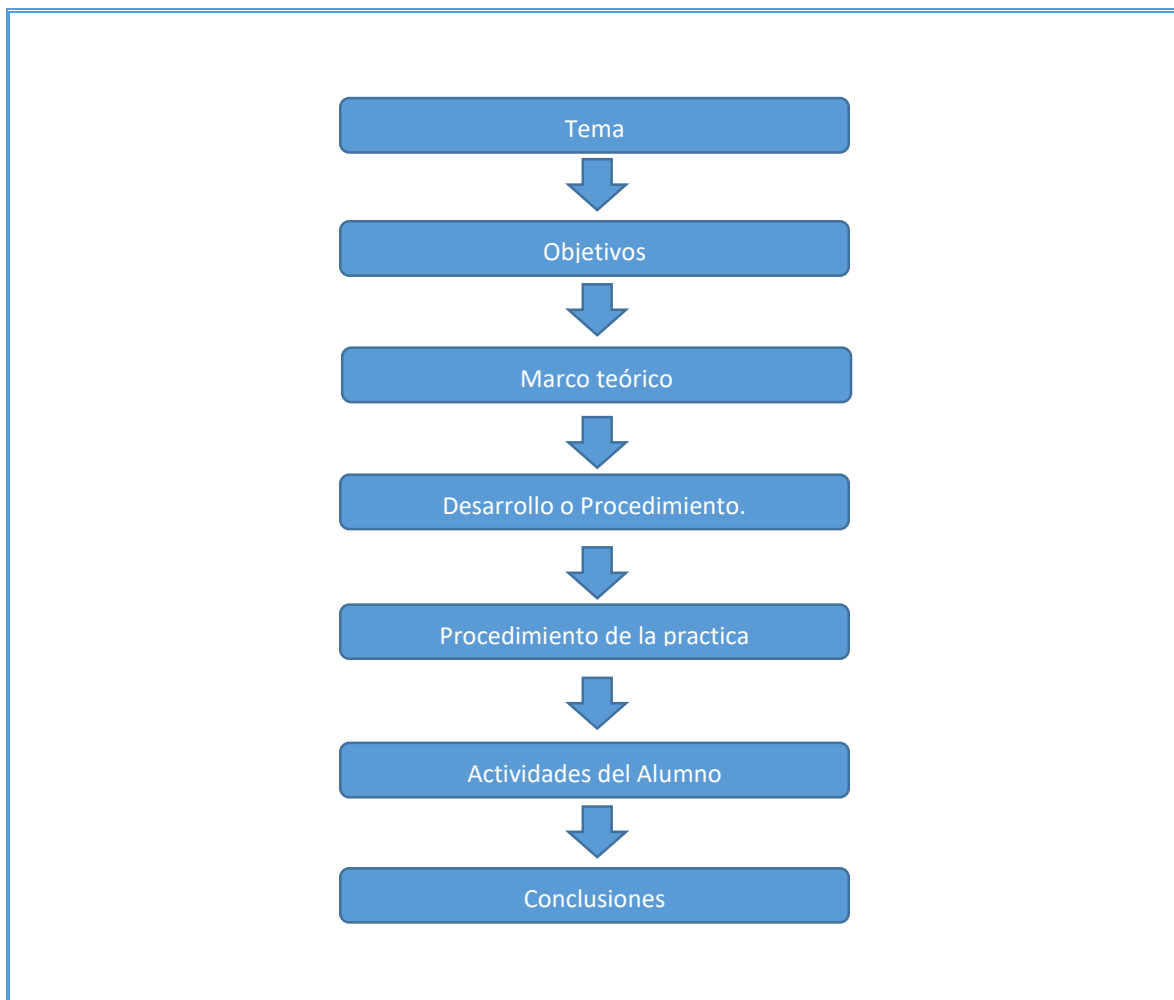 Tema
Objetivos
Marco teórico
Desarrollo o Procedimiento.
Procedimiento de la practica
Actividades del Alumno
Conclusiones